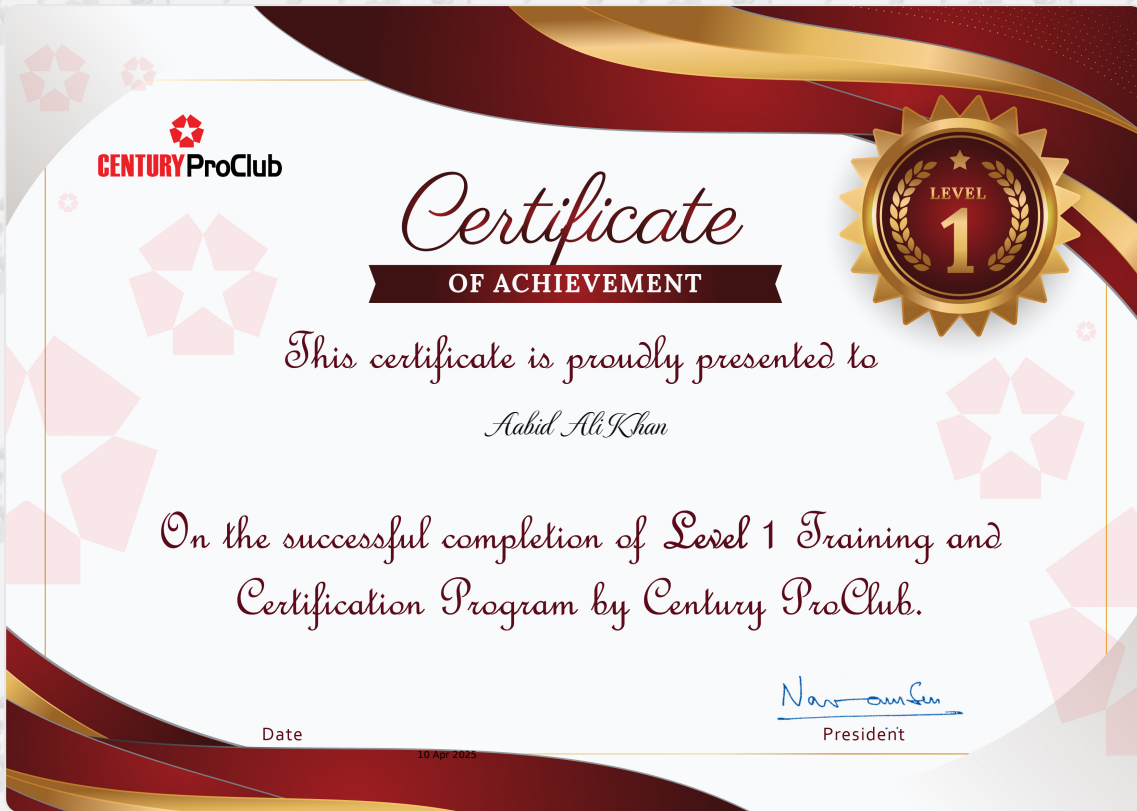 CENTURY ProClub
LEVEL
1
Certificate
OF ACHIEVEMENT
This certificate is proudly presented to
Aabid Ali Khan
On the successful completion of Level 1 Training and
Certification Program by Century ProClub.
Date
President
10 Apr 2025